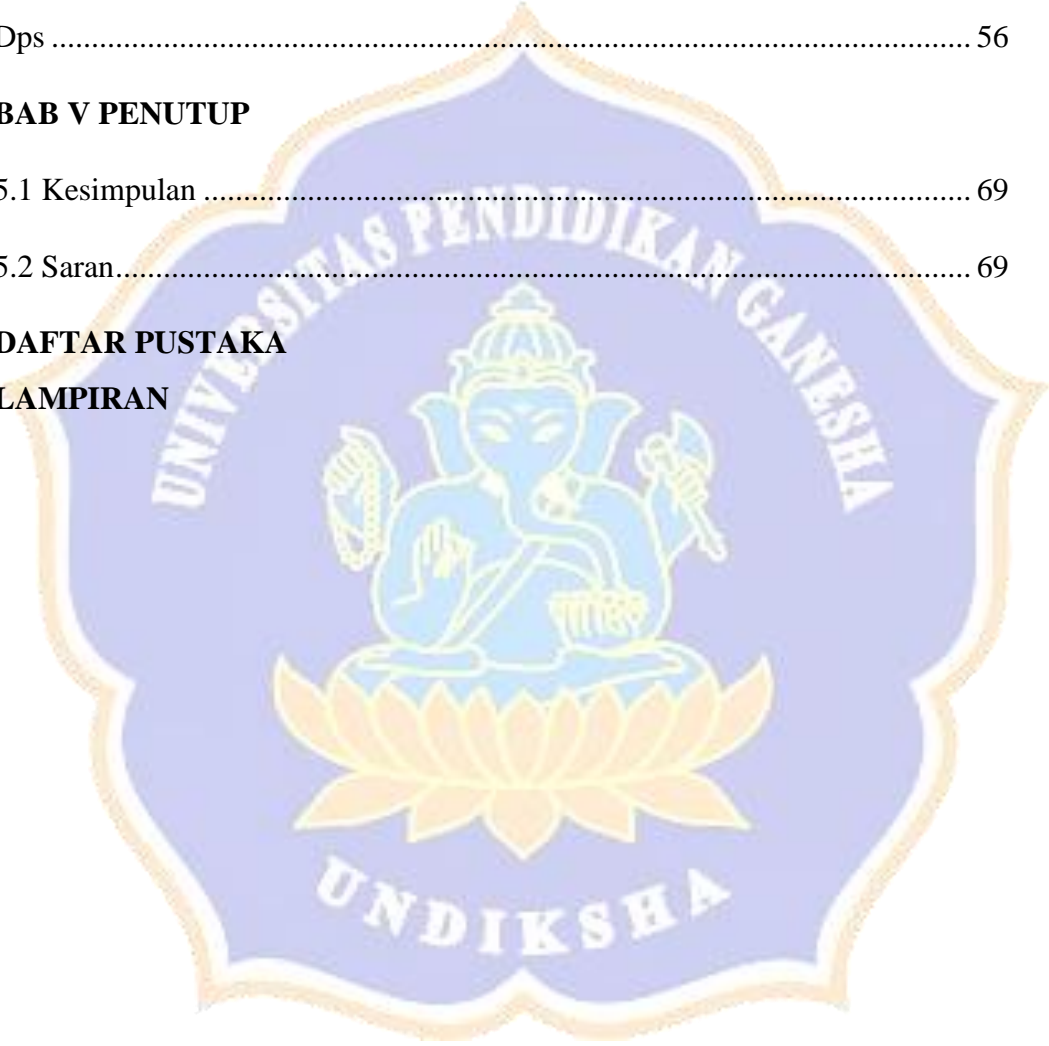 Dps ........................................................................................................................ 56
BAB V PENUTUP
5.1 Kesimpulan .................................................................................................... 69
5.2 Saran............................................................................................................... 69
DAFTAR PUSTAKA
LAMPIRAN
UNIVERSITAS PENDIDIKAN GANESHA
UNDIKSHA